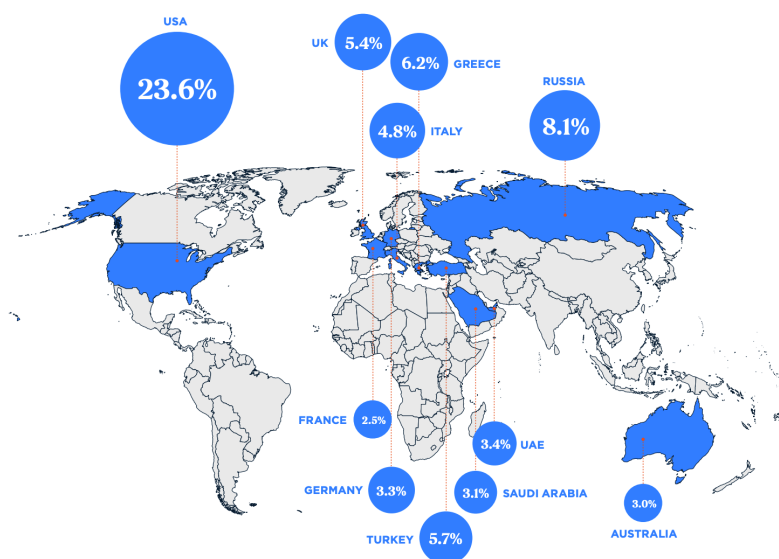 USA
23.6%
UK
5.4%
6.2%
GREECE
4.8%
ITALY
RUSSIA
8.1%
FRANCE
2.5%
GERMANY
3.3%
TURKEY
5.7%
3.4%
UAE
3.1%
SAUDI ARABIA
3.0%
AUSTRALIA